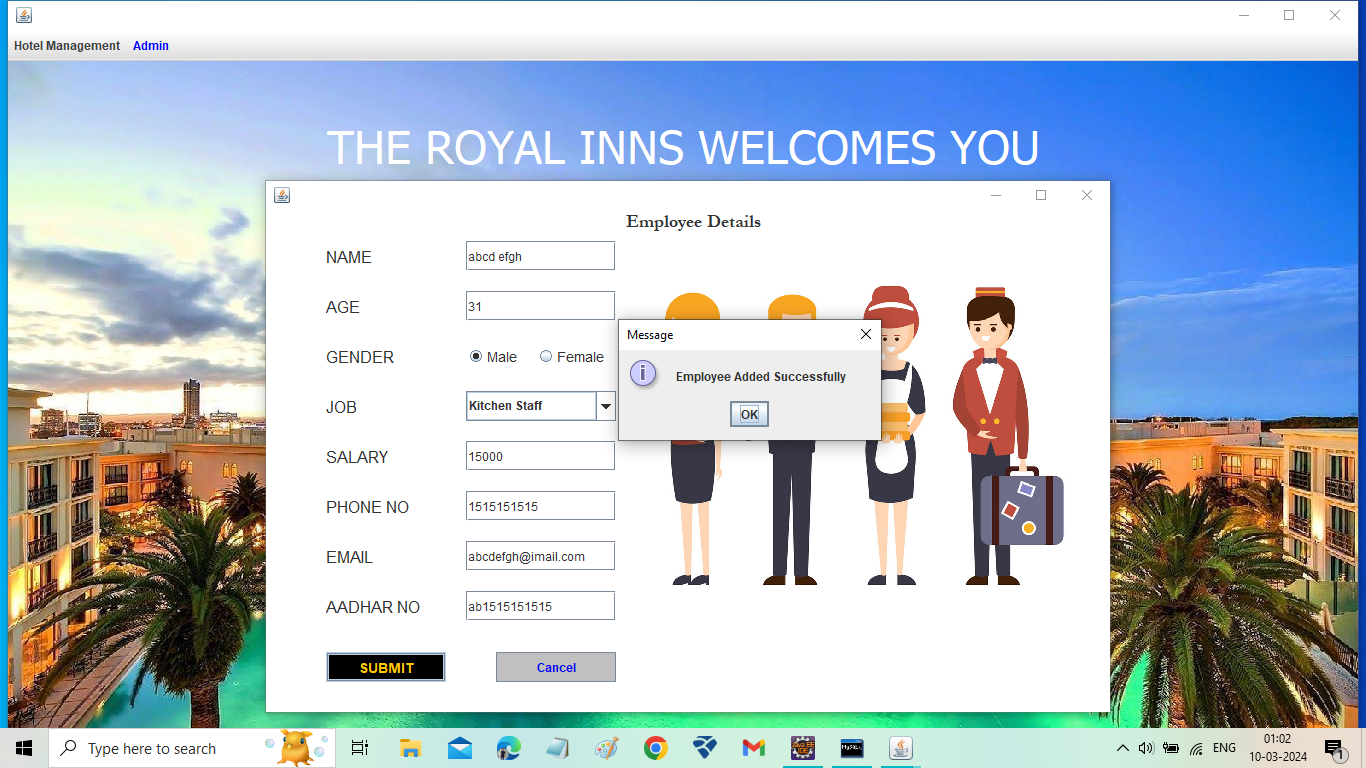 Hotel Management Admin
THE ROYAL INNS WELCOMES YOU
Employee Details
NAME abcd efgh
AGE 31
GENDER Male Female
JOB Kitchen Staff
SALARY 15000
PHONE NO 1515151515
EMAIL abcdefgh@imail.com
AADHAR NO ab1515151515
SUBMIT Cancel
Message
Employee Added Successfully
OK
Type here to search
ENG
01:02
10-03-2024
1